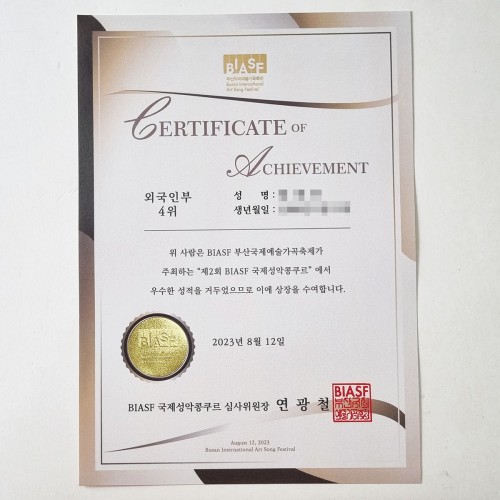 BIASF
부산국제예술가곡축제
Busan International
Art Song Festival
CERTIFICATE OF
ACHIEVEMENT
외국인부
4위
성 명 :
생년월일 :
위 사람은 BIASF 부산국제예술가곡축제가
주최하는 "제2회 BIASF 국제성악콩쿠르" 에서
우수한 성적을 거두었으므로 이에 상장을 수여합니다.
BIASF
2023년 8월 12일
BIASF 국제성악콩쿠르 심사위원장 연 광 철
BIASF
August 12, 2023
Busan International Art Song Festival